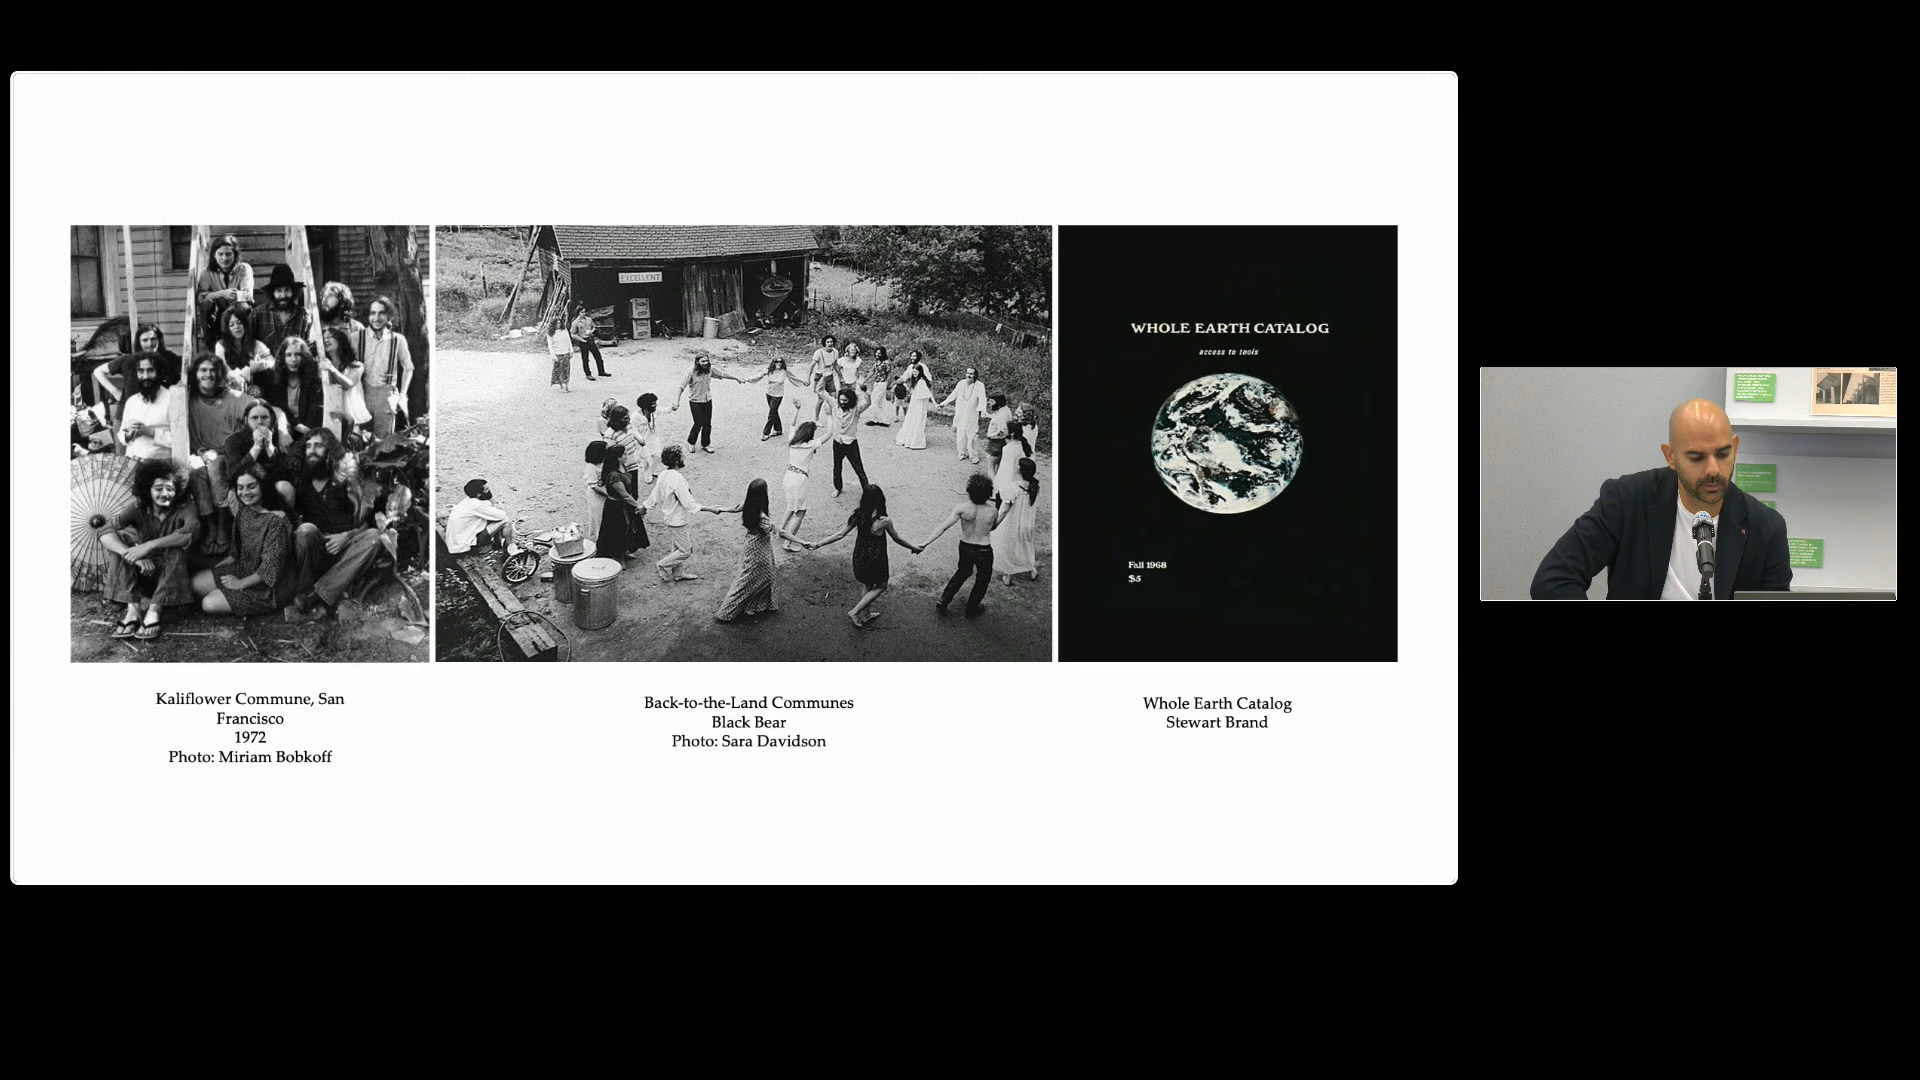 EXCELLENT
WHOLE EARTH CATALOG
access to tools
Fall 1968
$5
Kaliflower Commune, San
Francisco
1972
Photo: Miriam Bobkoff
Back-to-the-Land Communes
Black Bear
Photo: Sara Davidson
Whole Earth Catalog
Stewart Brand